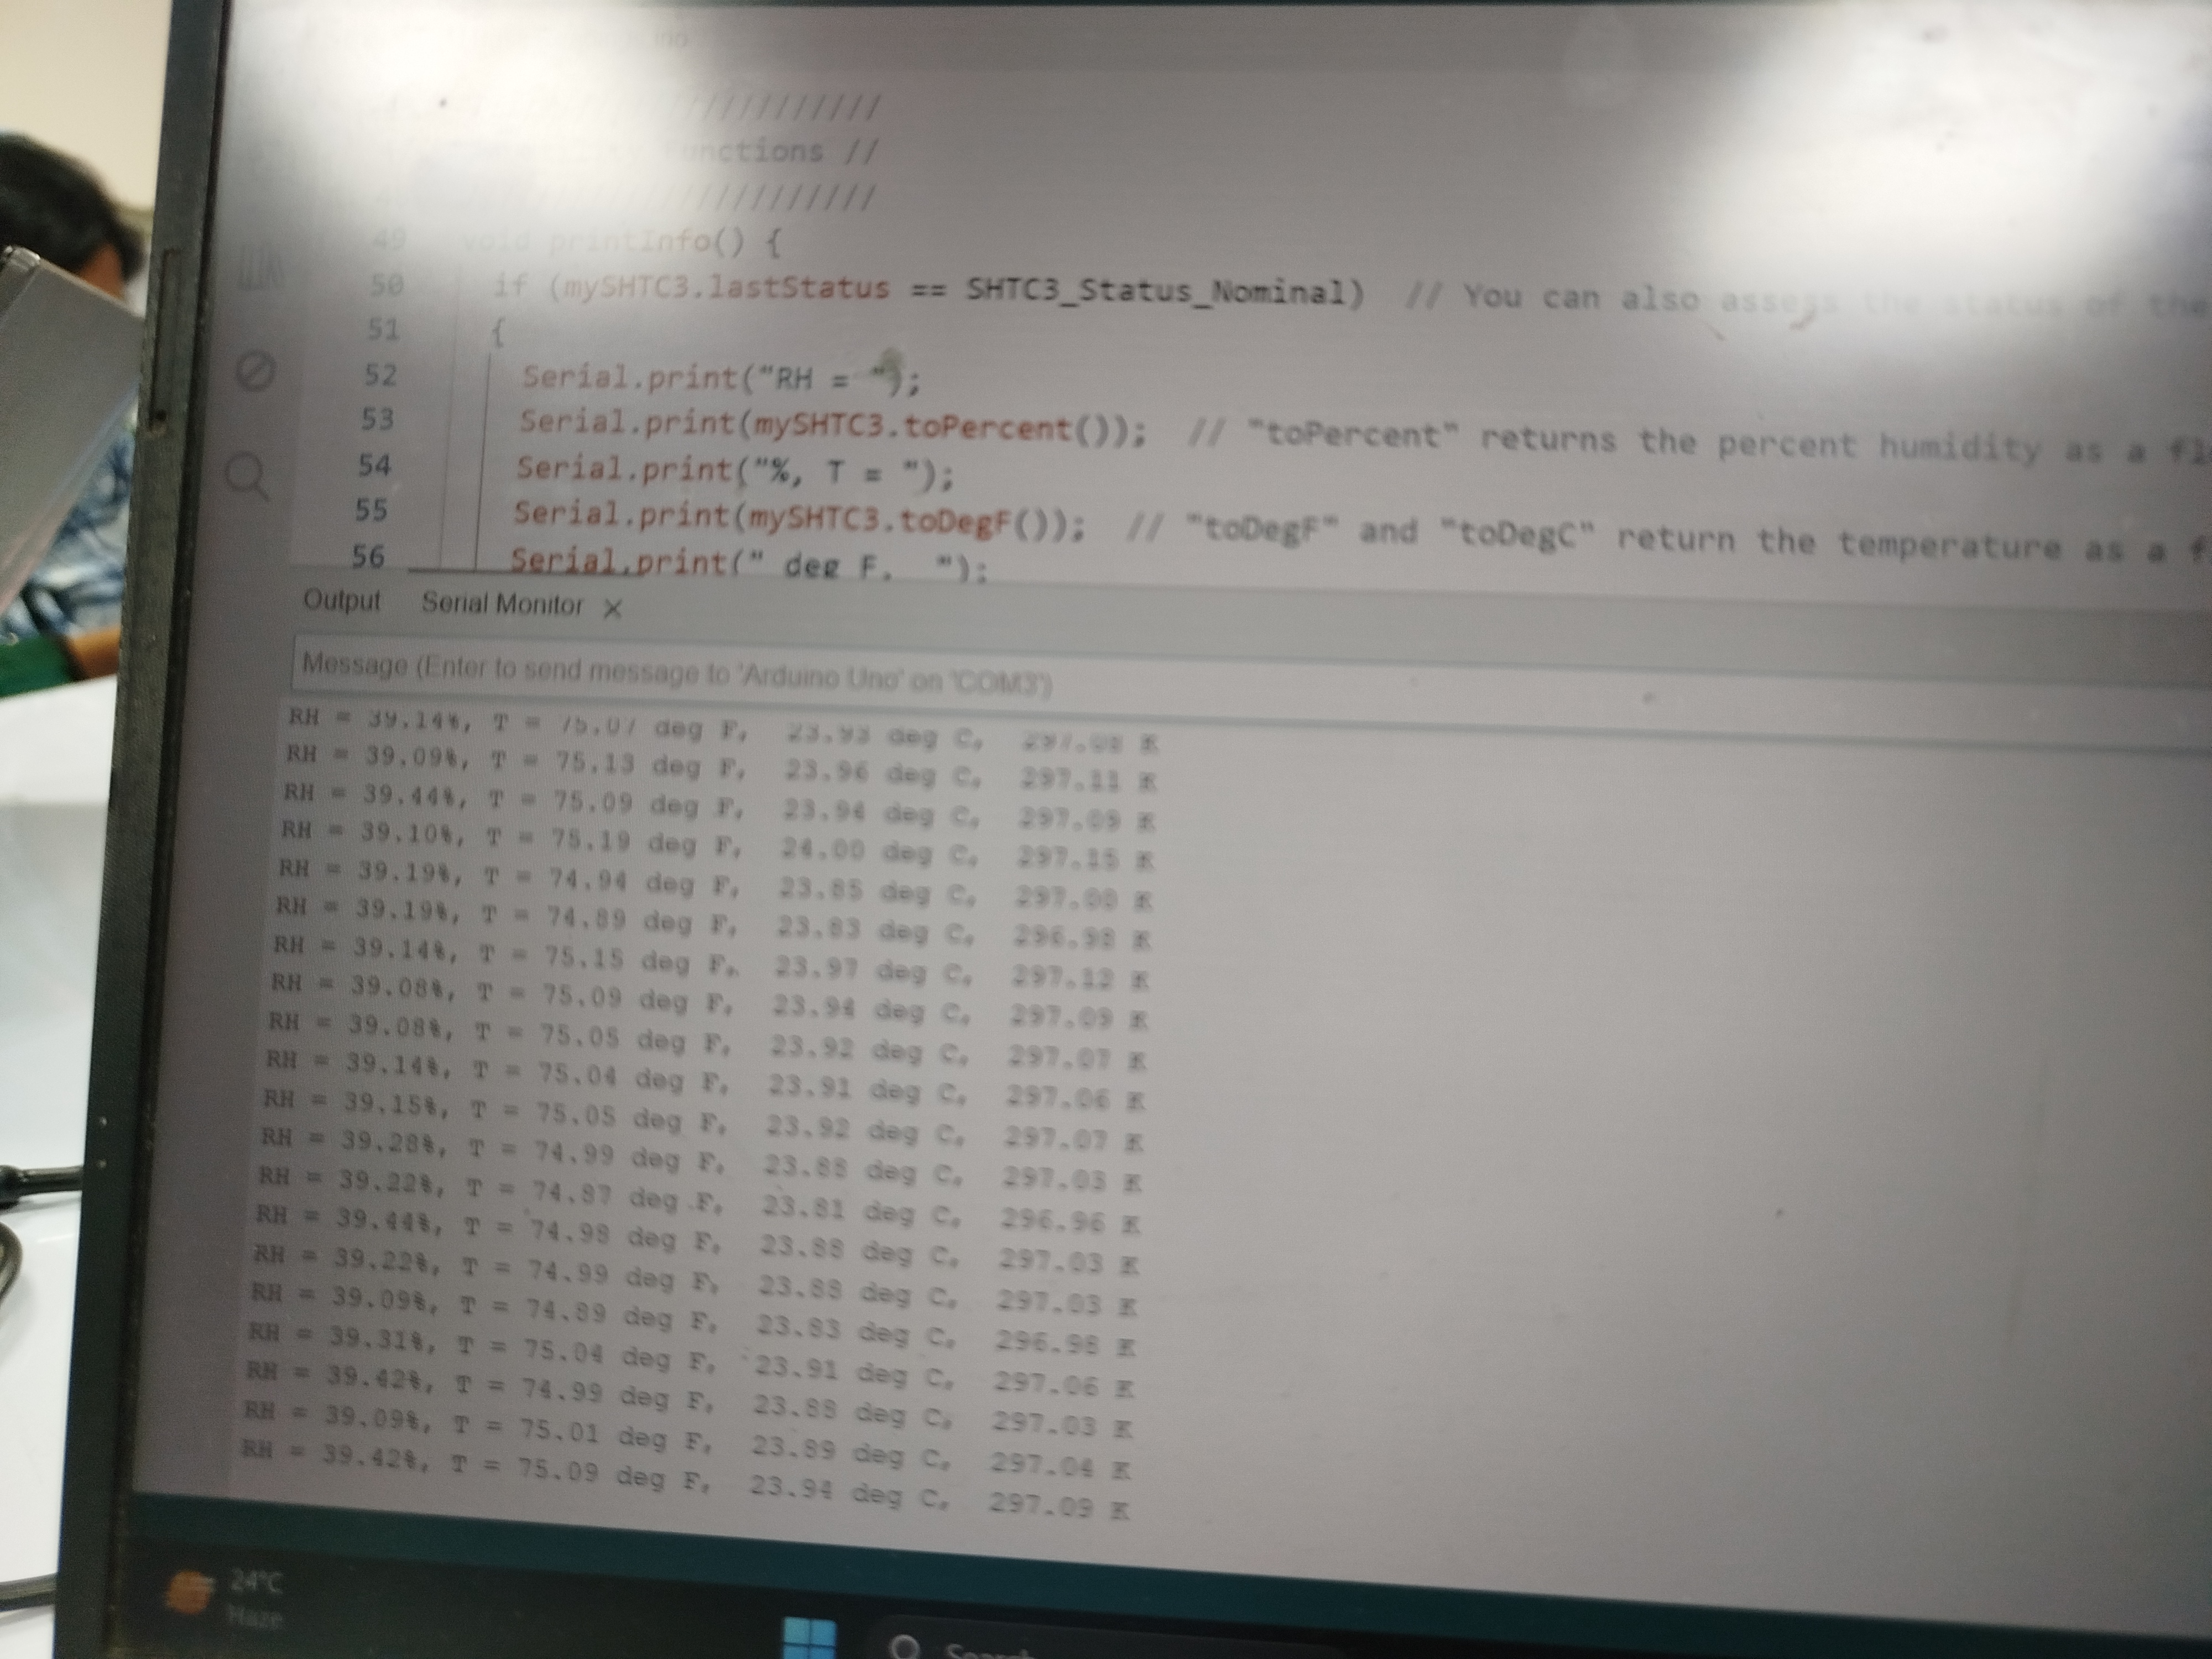 ///////////
unctions //
/////////////////
49 void printInfo() {
50 if (mySHTC3.lastStatus == SHTC3_Status_Nominal) // You can also assess the status of the
51 {
52 Serial.print("RH = ");
53 Serial.print(mySHTC3.toPercent()); // "toPercent" returns the percent humidity as a
54 Serial.print("%, T = ");
55 Serial.print(mySHTC3.toDegF()); // "toDegF" and "toDegC" return the temperature as a
56 Serial.print(" deg F, ");
Output Serial Monitor
Message (Enter to send message to 'Arduino Uno' on 'COM3')
RH = 39.14%, T = 75.07 deg F, 23.93 deg C, 297.08 K
RH = 39.09%, T = 75.13 deg F, 23.96 deg C, 297.11 K
RH = 39.44%, T = 75.09 deg F, 23.94 deg C, 297.09 K
RH = 39.10%, T = 75.19 deg F, 24.00 deg C, 297.15 K
RH = 39.19%, T = 74.94 deg F, 23.85 deg C, 297.00 K
RH = 39.19%, T = 74.89 deg F, 23.83 deg C, 296.98 K
RH = 39.14%, T = 75.15 deg F, 23.97 deg C, 297.12 K
RH = 39.08%, T = 75.09 deg F, 23.94 deg C, 297.09 K
RH = 39.08%, T = 75.05 deg F, 23.92 deg C, 297.07 K
RH = 39.14%, T = 75.04 deg F, 23.91 deg C, 297.06 K
RH = 39.15%, T = 75.05 deg F, 23.92 deg C, 297.07 K
RH = 39.28%, T = 74.99 deg F, 23.88 deg C, 297.03 K
RH = 39.22%, T = 74.87 deg F, 23.81 deg C, 296.96 K
RH = 39.44%, T = 74.98 deg F, 23.88 deg C, 297.03 K
RH = 39.22%, T = 74.99 deg F, 23.88 deg C, 297.03 K
RH = 39.09%, T = 74.89 deg F, 23.83 deg C, 296.98 K
RH = 39.31%, T = 75.04 deg F, 23.91 deg C, 297.06 K
RH = 39.42%, T = 74.99 deg F, 23.88 deg C, 297.03 K
RH = 39.09%, T = 75.01 deg F, 23.89 deg C, 297.04 K
RH = 39.42%, T = 75.09 deg F, 23.94 deg C, 297.09 K
24°C
Haze
Search